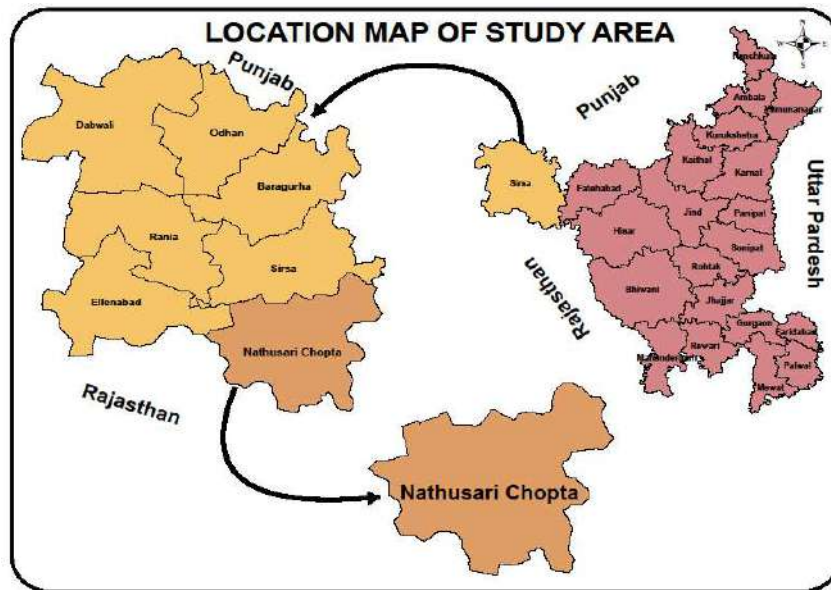 LOCATION MAP OF STUDY AREA
Punjab
Dabwali
Odhan
Baragurha
Rania
Sirsa
Ellenabad
Nathusari Chopta
Rajasthan
N
W
E
S
Punjab
Ambala
Kurukshetra
Kaithal
Karnal
Sirsa
Fatehabad
Jind
Panipat
Hisar
Sonipat
Rohtak
Bhiwani
Jhajjar
Gurgaon
Faridabad
Rewari
Palwal
Mewat
Uttar Pardesh
Rajasthan
Nathusari Chopta